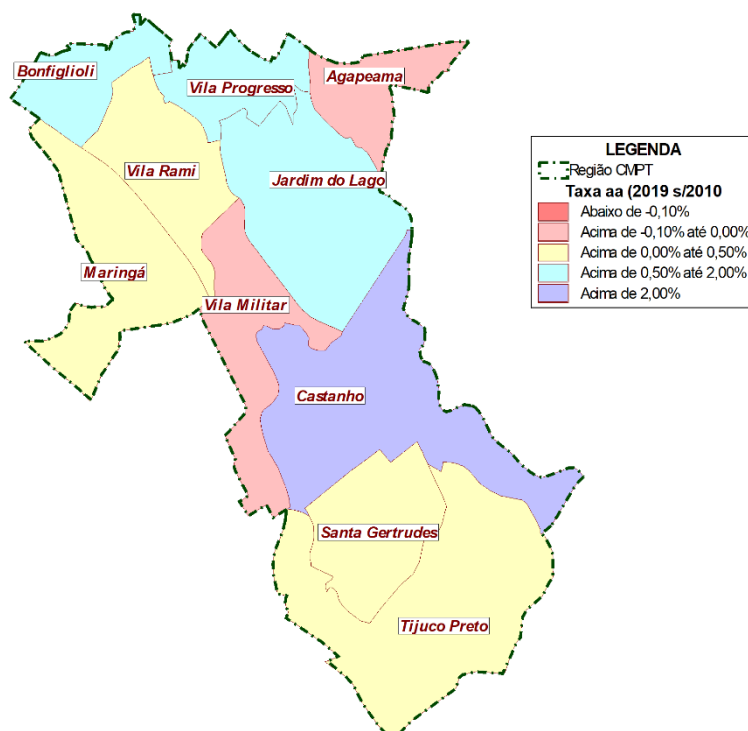 Bonfiglioli
Vila Progresso
Agapeama
Vila Rami
Jardim do Lago
Maringá
Vila Militar
Castanho
Santa Gertrudes
Tijuco Preto
LEGENDA
Região CMPT
Taxa aa (2019 s/2010
Abaixo de -0,10%
Acima de -0,10% até 0,00%
Acima de 0,00% até 0,50%
Acima de 0,50% até 2,00%
Acima de 2,00%